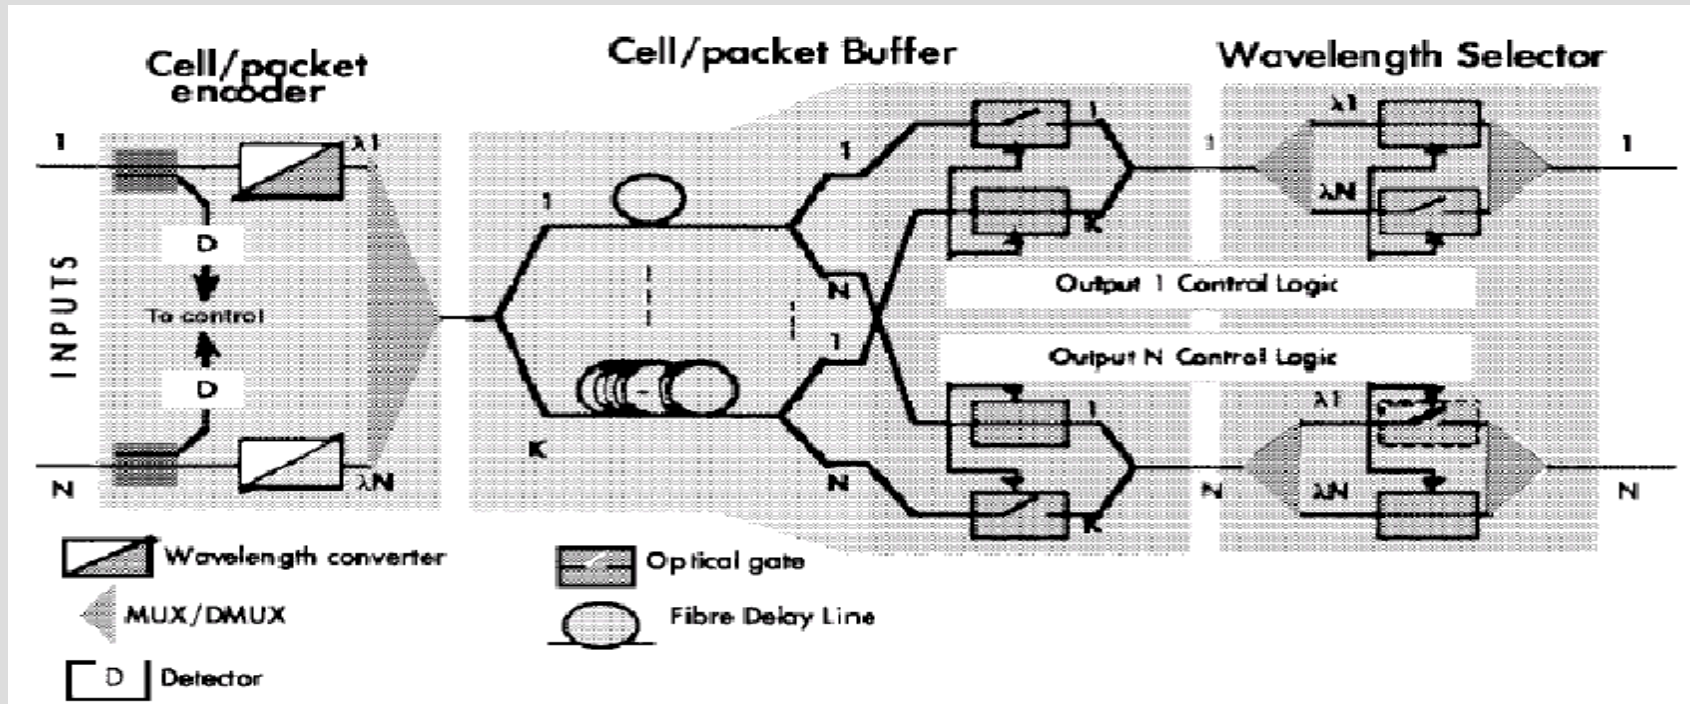 Cell/packet
encoder
Cell/packet Buffer
Wavelength Selector
1
λ1
1
1
1
1
λ1
1
λN
K
D
INPUTS
To control
N
1
Output 1 Control Logic
Output N Control Logic
D
1
λ1
K
N
K
N
λN
N
λN
N
Wavelength converter
MUX/DMUX
D Detector
Optical gate
Fibre Delay Line